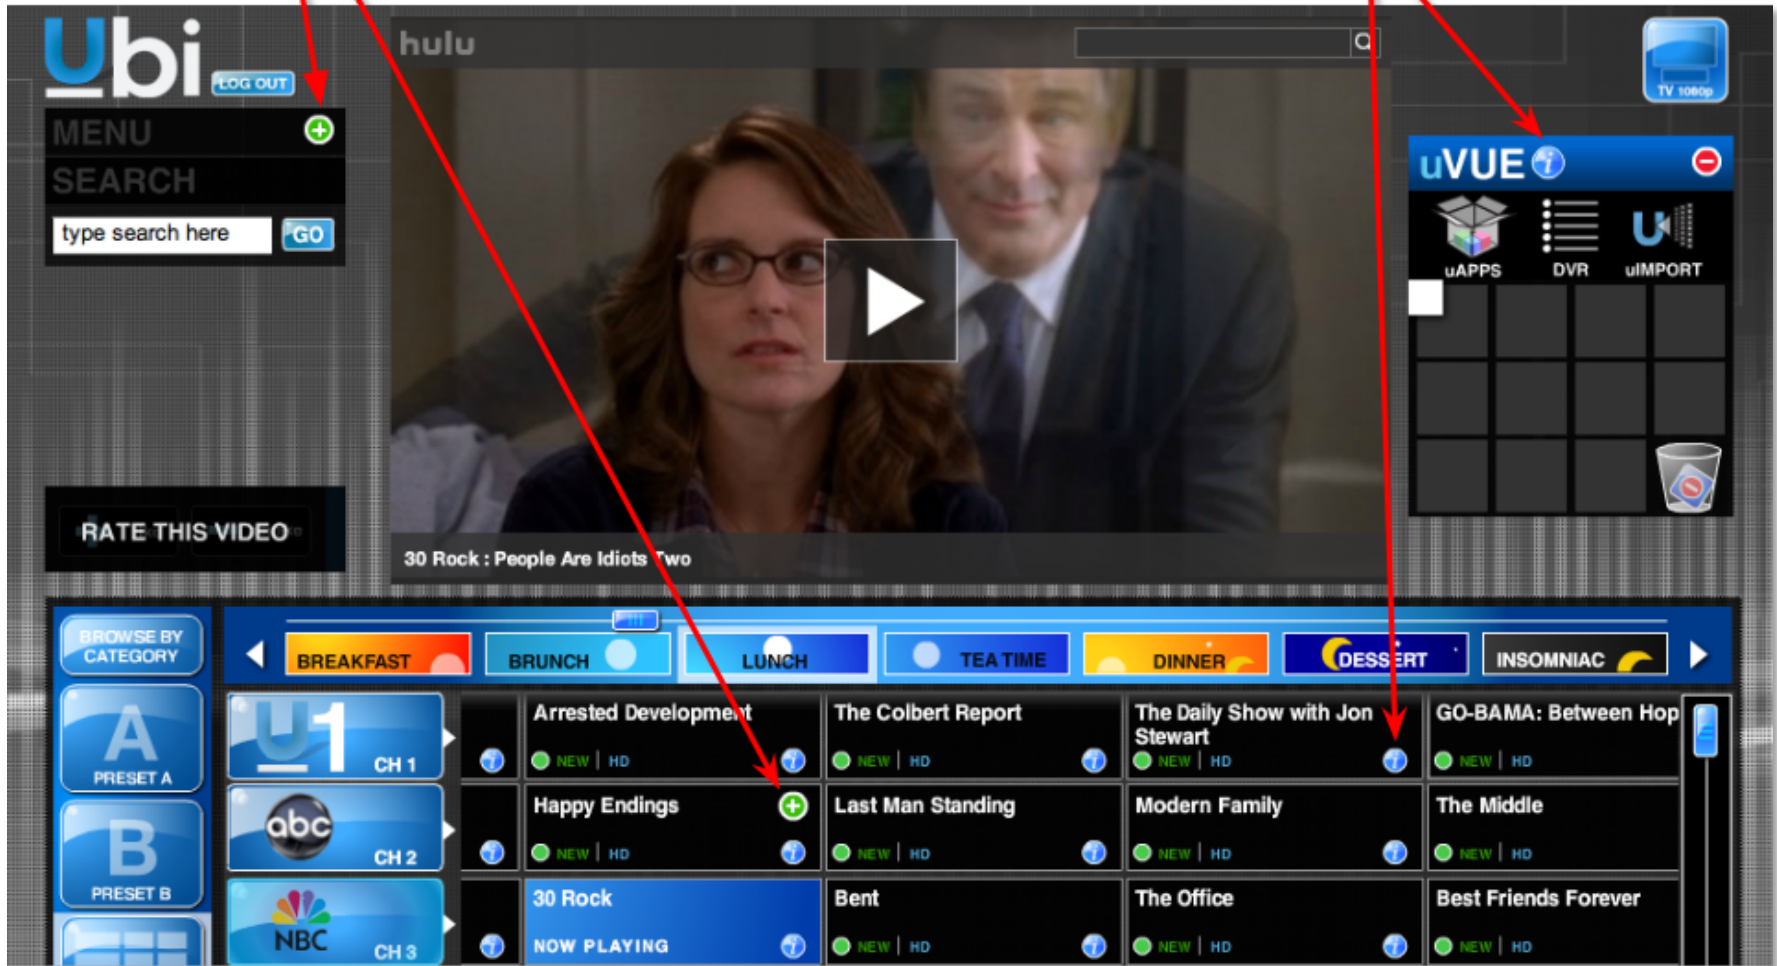 Ubi
LOG OUT
hulu
TV 1080p
MENU
SEARCH
type search here
GO
uVUE
uAPPS
DVR
uIMPORT
RATE THIS VIDEO
30 Rock : People Are Idiots Two
BROWSE BY
CATEGORY
BREAKFAST
BRUNCH
LUNCH
TEA TIME
DINNER
DESSERT
INSOMNIAC
A
PRESET A
U1
CH 1
Arrested Development
NEW | HD
The Colbert Report
NEW | HD
The Daily Show with Jon
Stewart
NEW | HD
GO-BAMA: Between Hop
NEW | HD
B
PRESET B
abc
CH 2
Happy Endings
NEW | HD
Last Man Standing
NEW | HD
Modern Family
NEW | HD
The Middle
NEW | HD
NBC
CH 3
30 Rock
NOW PLAYING
Bent
NEW | HD
The Office
NEW | HD
Best Friends Forever
NEW | HD